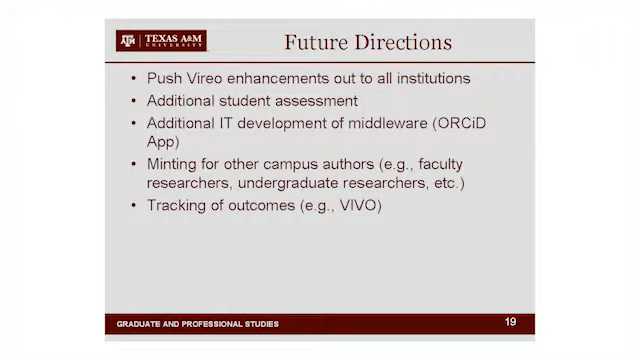 ATM
TEXAS A&M
UNIVERSITY
Future Directions
• Push Vireo enhancements out to all institutions
• Additional student assessment
• Additional IT development of middleware (ORCiD
App)
• Minting for other campus authors (e.g., faculty
researchers, undergraduate researchers, etc.)
• Tracking of outcomes (e.g., VIVO)
GRADUATE AND PROFESSIONAL STUDIES
19